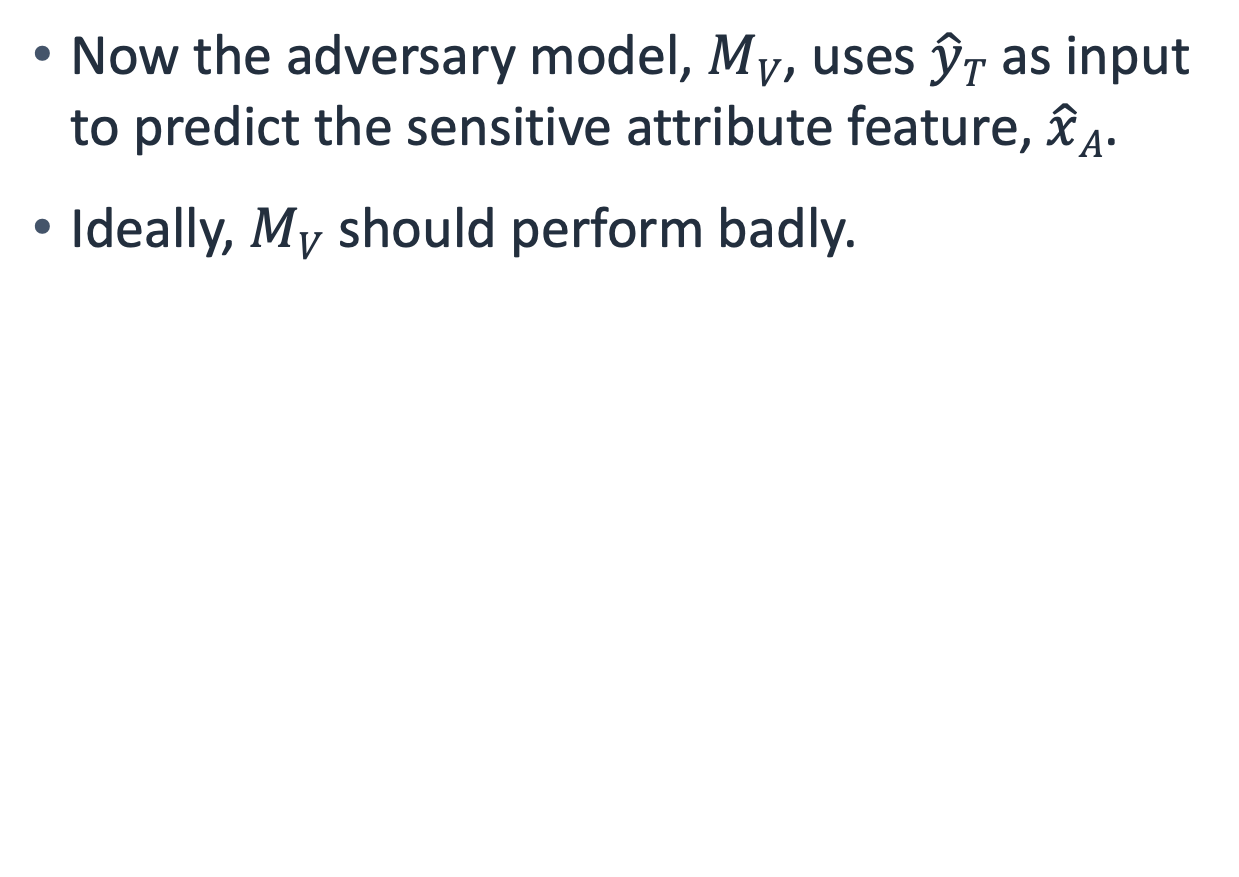 • Now the adversary model, M_V, uses ŷ_T as input
to predict the sensitive attribute feature, x̂_A.
• Ideally, M_V should perform badly.